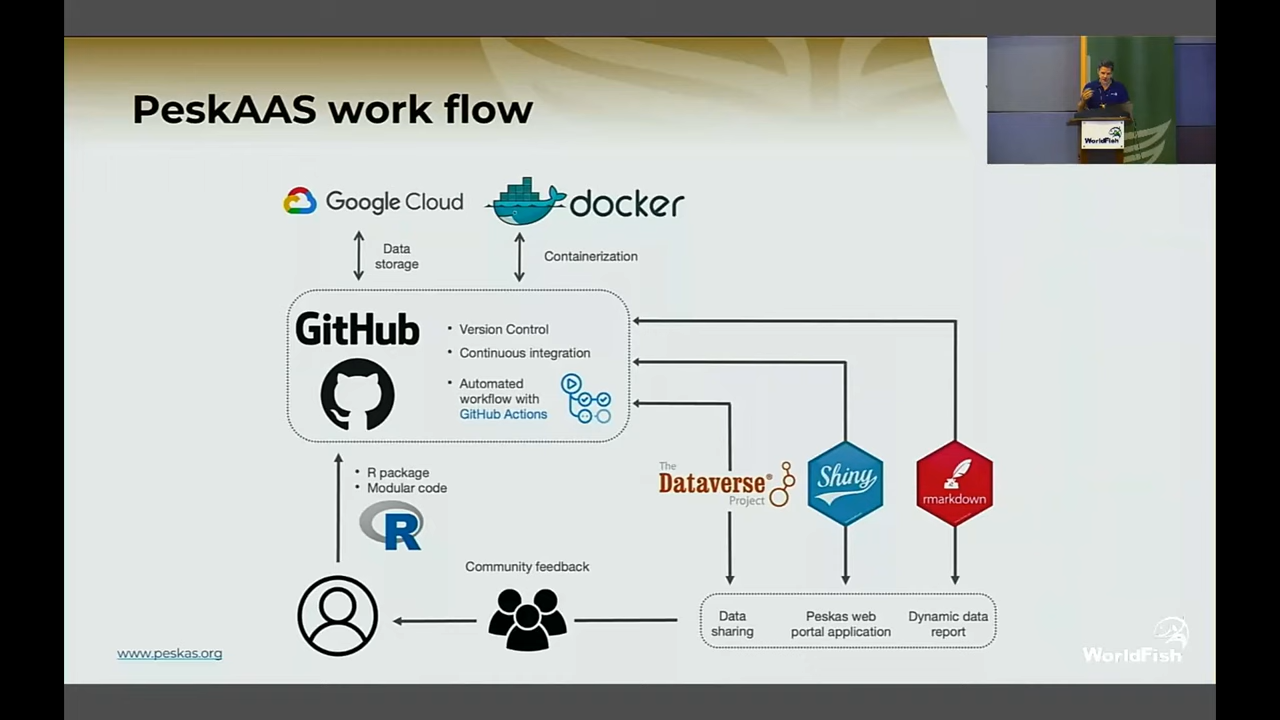 PeskAAS work flow
WorldFish
Google Cloud
docker
Data
storage
Containerization
GitHub
• Version Control
• Continuous integration
• Automated
workflow with
GitHub Actions
• R package
• Modular code
R
The
Dataverse®
Project
Shiny
rmarkdown
Community feedback
Data
sharing
Peskas web
portal application
Dynamic data
report
www.peskas.org
WorldFish